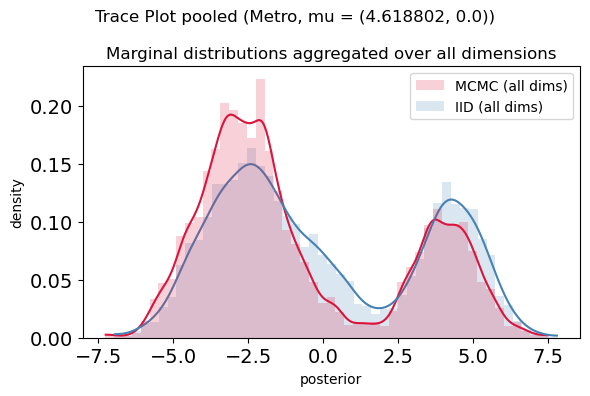 Trace Plot pooled (Metro, mu = (4.618802, 0.0))
Marginal distributions aggregated over all dimensions
MCMC (all dims)
IID (all dims)
density
0.20
0.15
0.10
0.05
0.00
−7.5 −5.0 −2.5 0.0 2.5 5.0 7.5
posterior